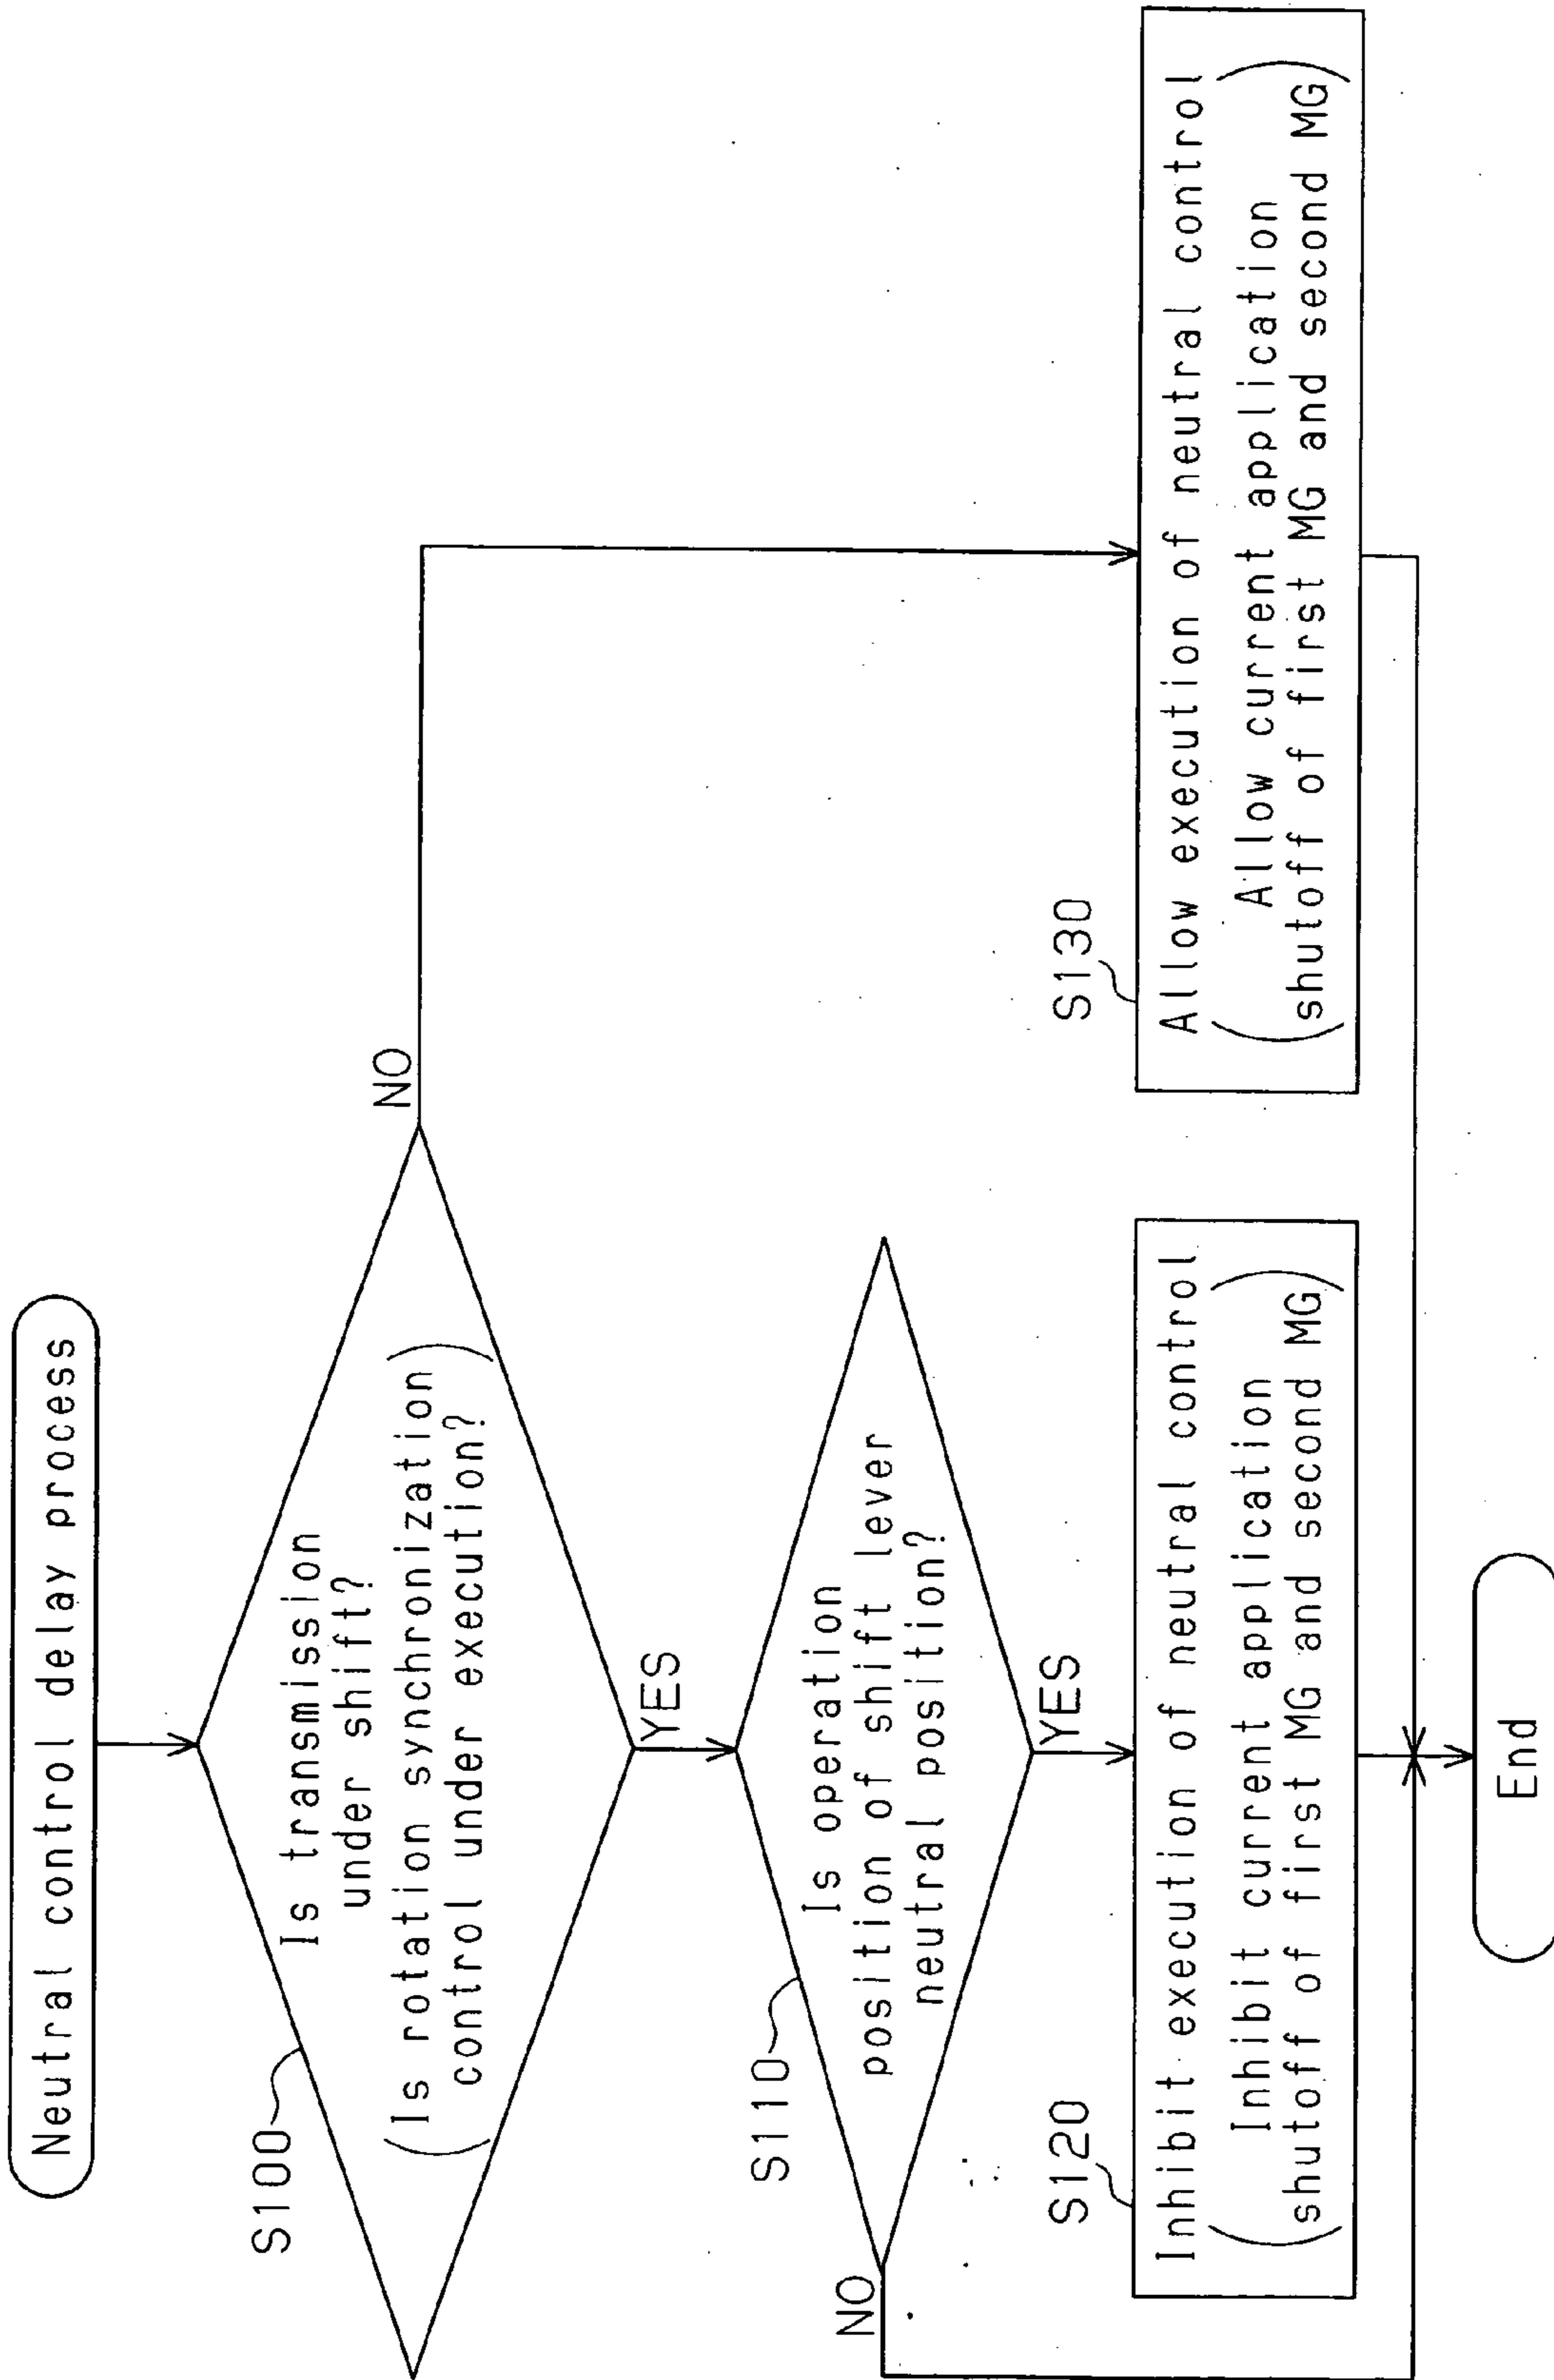 Neutral control delay process
S100
Is transmission
under shift?
(Is rotation synchronization
control under execution?)
NO
YES
S110
Is operation
position of shift lever
neutral position?
NO
YES
S120
Inhibit execution of neutral control
(Inhibit current application
shutoff of first MG and second MG)
S130
Allow execution of neutral control
(Allow current application
shutoff of first MG and second MG)
End